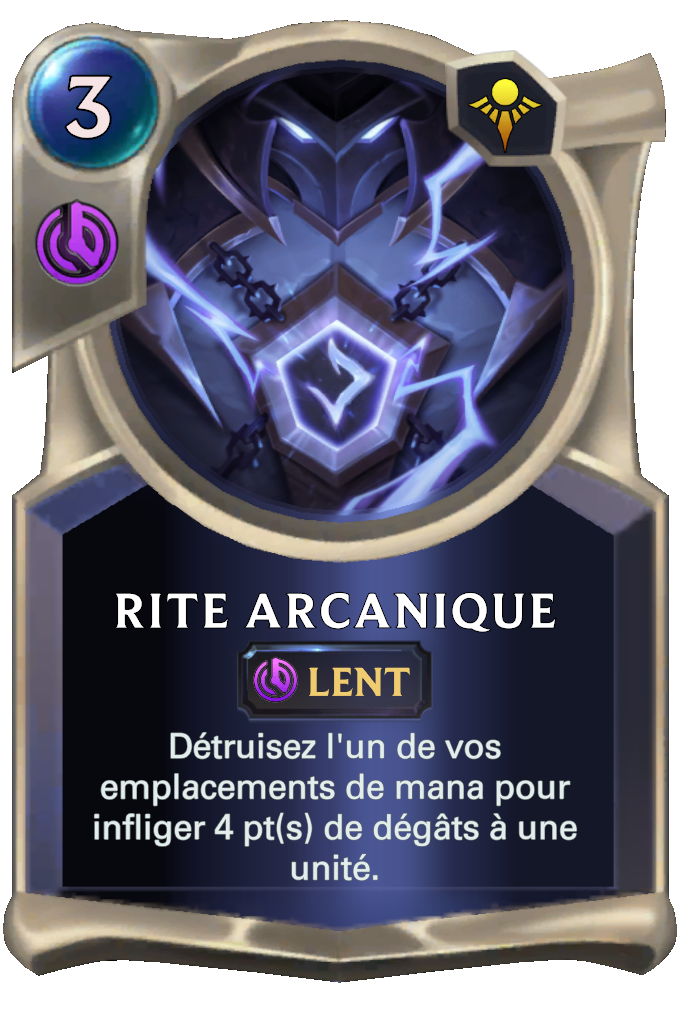 3
RITE ARCANIQUE
LENT
Détruisez l'un de vos
emplacements de mana pour
infliger 4 pt(s) de dégâts à une
unité.